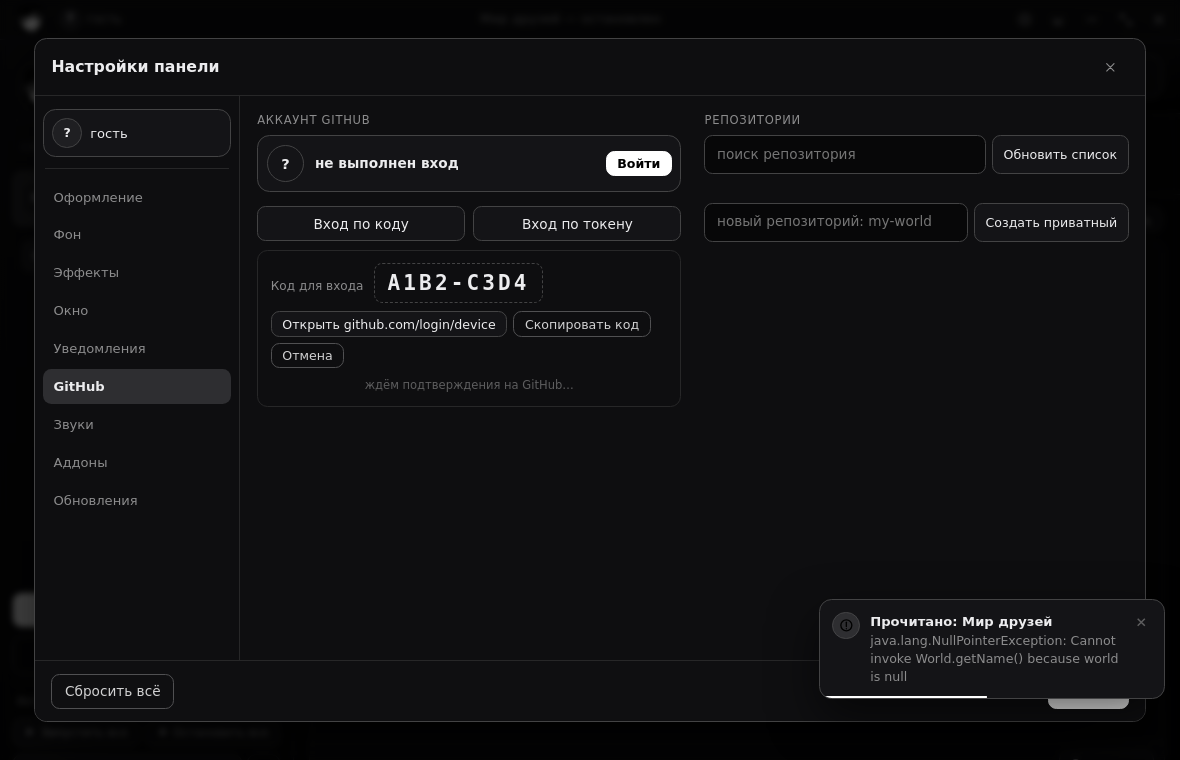 Настройки панели
×
? гость
Оформление
Фон
Эффекты
Окно
Уведомления
GitHub
Звуки
Аддоны
Обновления
АККАУНТ GITHUB
? не выполнен вход Войти
Вход по коду Вход по токену
Код для входа A1B2-C3D4
Открыть github.com/login/device Скопировать код
Отмена
ждём подтверждения на GitHub...
РЕПОЗИТОРИИ
поиск репозитория Обновить список
новый репозиторий: my-world Создать приватный
Прочитано: Мир друзей ×
java.lang.NullPointerException: Cannot
invoke World.getName() because world
is null
Сбросить всё